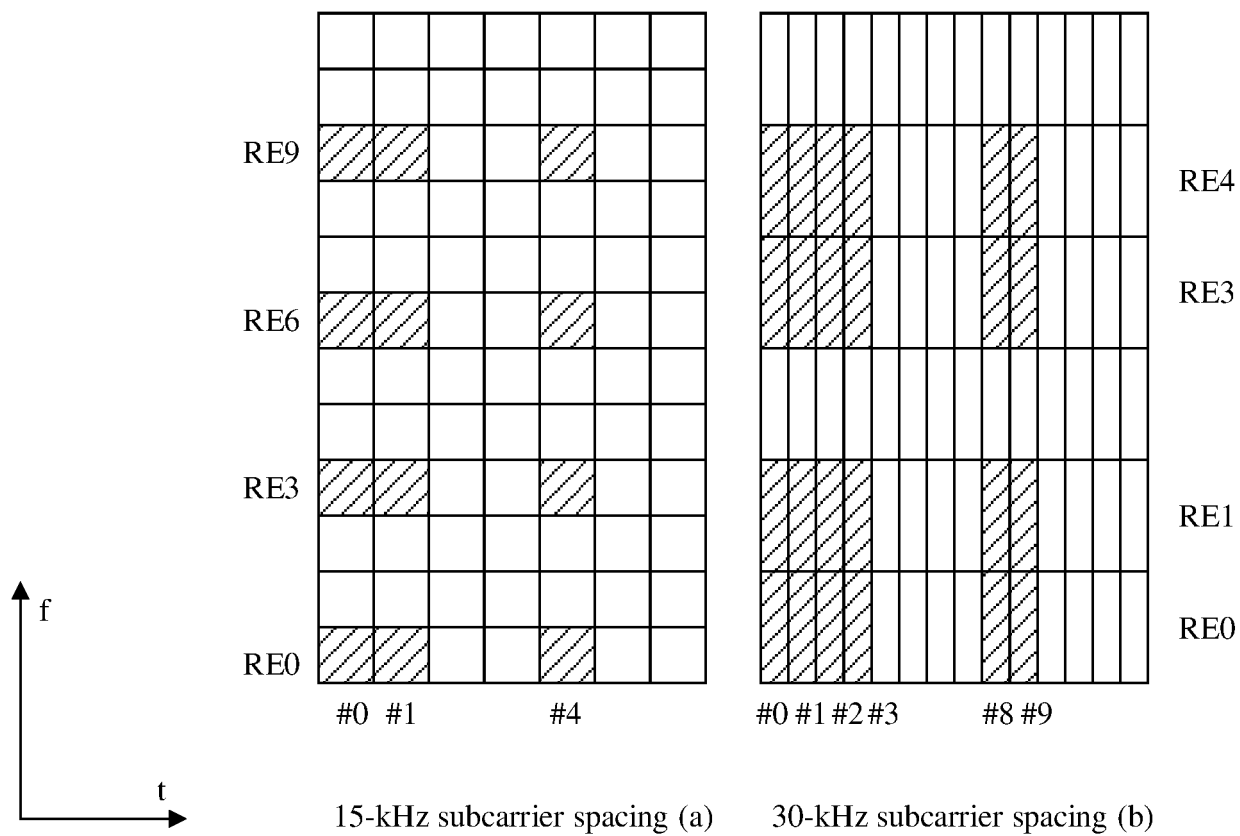 RE9
RE6
RE3
RE0
RE4
RE3
RE1
RE0
f
t
#0 #1 #4
#0 #1 #2 #3 #8 #9
15-kHz subcarrier spacing (a)
30-kHz subcarrier spacing (b)